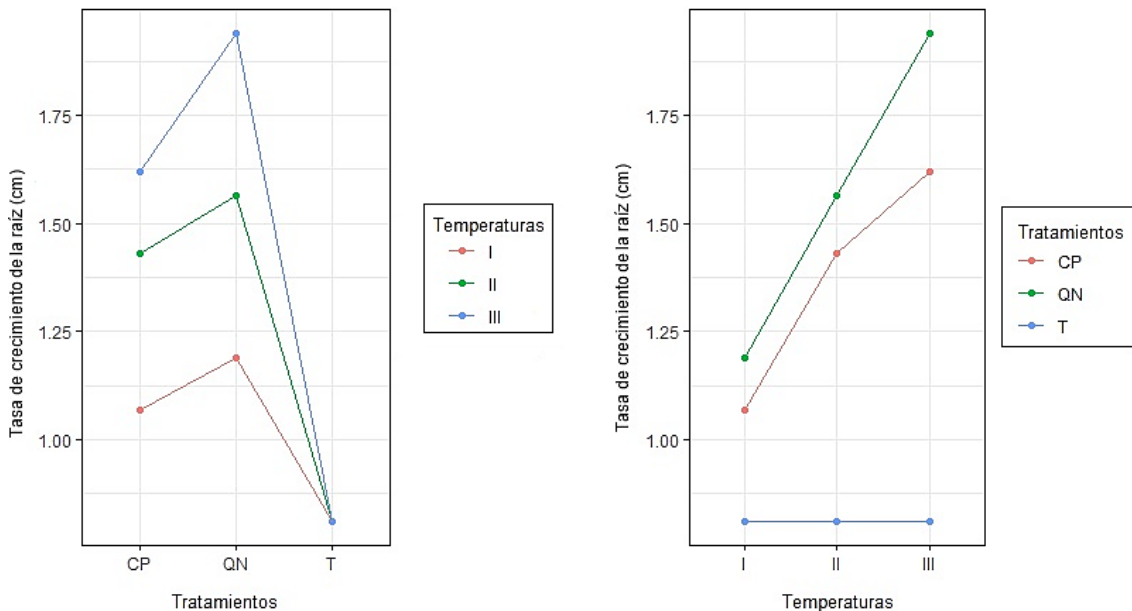 1.75
1.50
1.25
1.00
Tasa de crecimiento de la raíz (cm)
CP QN T
Tratamientos
Temperaturas
I
II
III
1.75
1.50
1.25
1.00
Tasa de crecimiento de la raíz (cm)
I II III
Temperaturas
Tratamientos
CP
QN
T